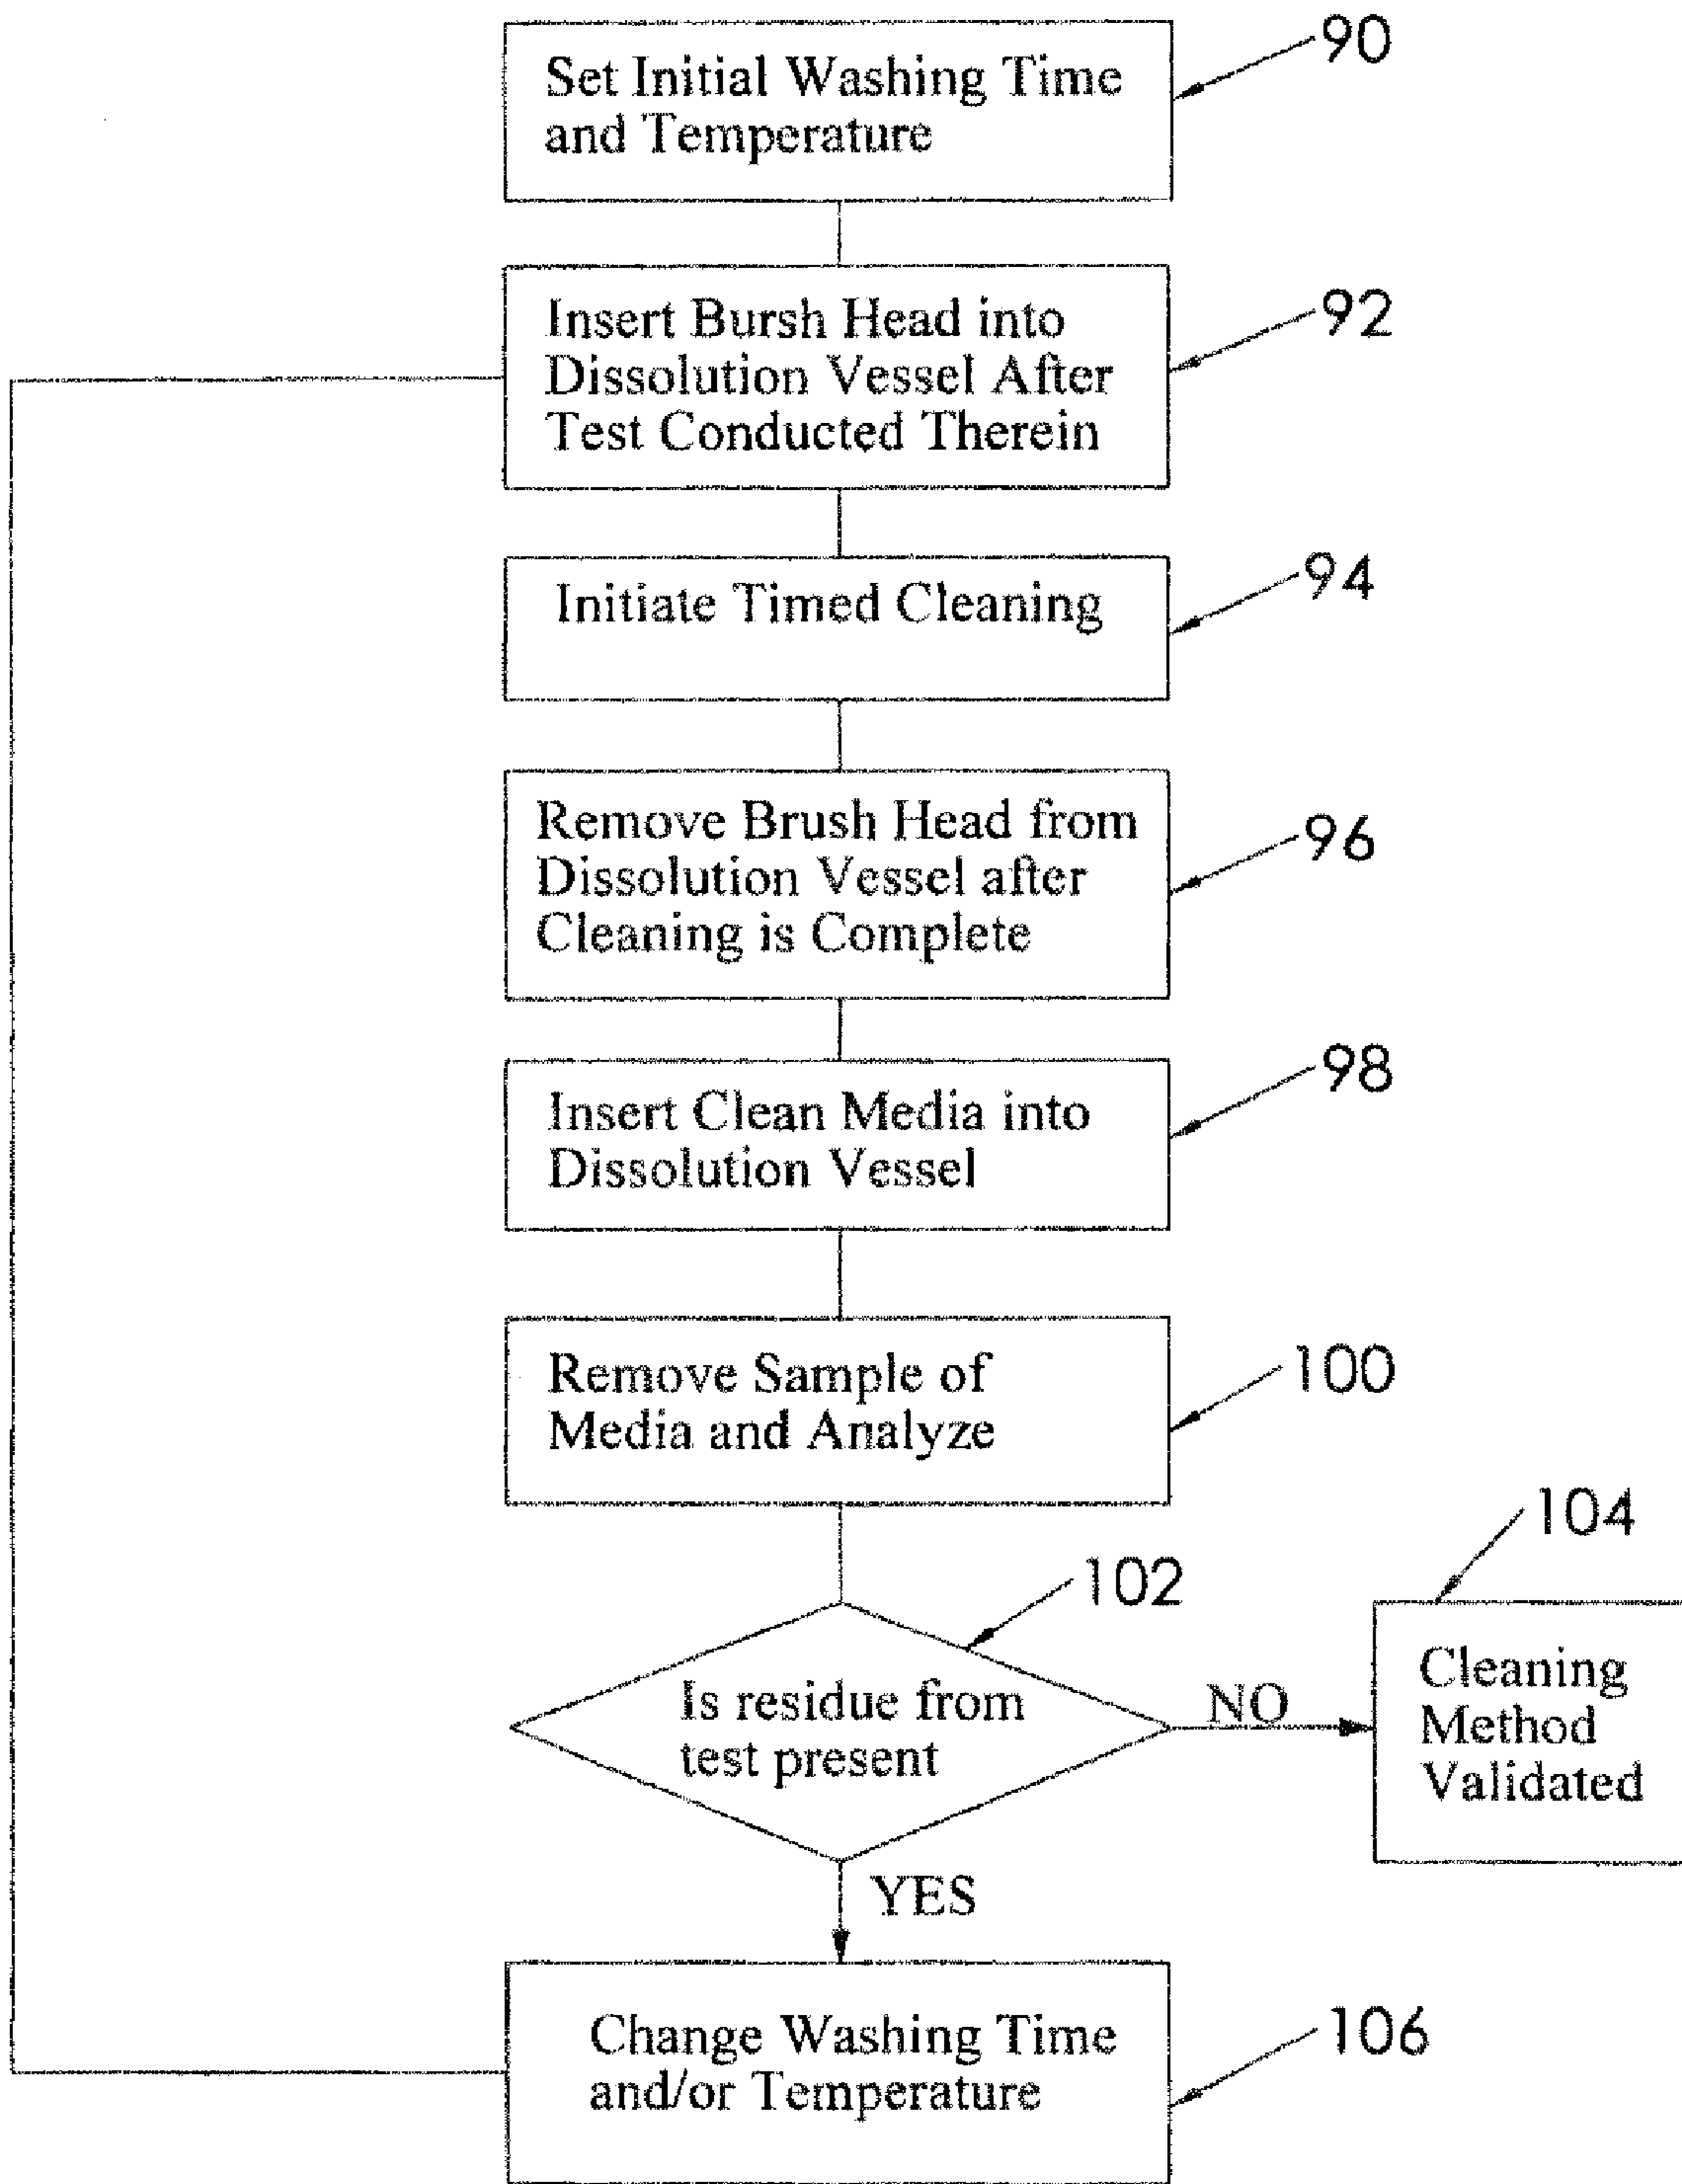 90
Set Initial Washing Time
and Temperature
92
Insert Bursh Head into
Dissolution Vessel After
Test Conducted Therein
94
Initiate Timed Cleaning
96
Remove Brush Head from
Dissolution Vessel after
Cleaning is Complete
98
Insert Clean Media into
Dissolution Vessel
100
Remove Sample of
Media and Analyze
104
102
Is residue from
test present
NO
Cleaning
Method
Validated
YES
106
Change Washing Time
and/or Temperature